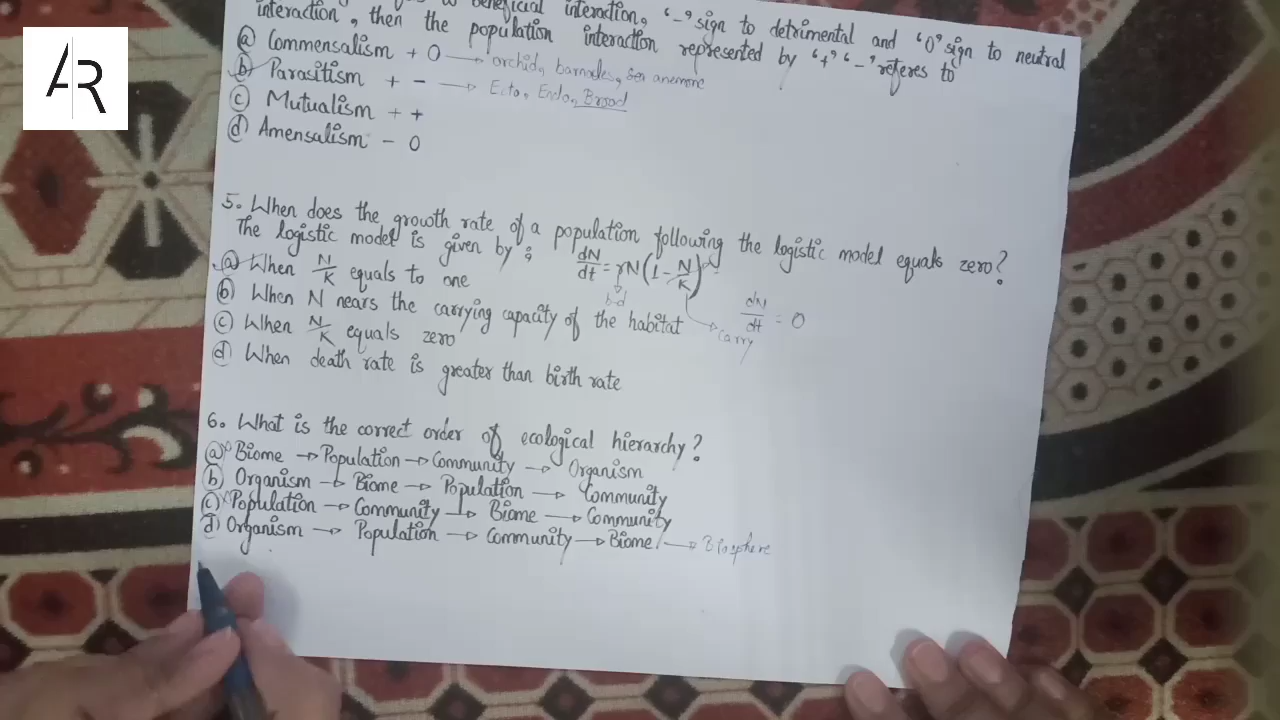 AR
beneficial interaction, "-" sign to detrimental and "0" sign to neutral
interaction, then the population interaction represented by "+" "-" referes to
(a) Commensalism + 0 → orchid, barnacles, Sea anemone
(b) Parasitism + - → Ecto, Endo, Brood
(c) Mutualism + +
(d) Amensalism - 0
5. When does the growth rate of a population following the logistic model equals zero?
The logistic model is given by : dN/dt = rN(1-N/K)
b-d
carry
dN/dt = 0
(a) When N/K equals to one
(b) When N nears the carrying capacity of the habitat
(c) When N/K equals zero
(d) When death rate is greater than birth rate
6. What is the correct order of ecological hierarchy?
(a) Biome → Population → Community → Organism
(b) Organism → Biome → Population → Community
(c) Population → Community → Biome → Community
(d) Organism → Population → Community → Biome → Biosphere